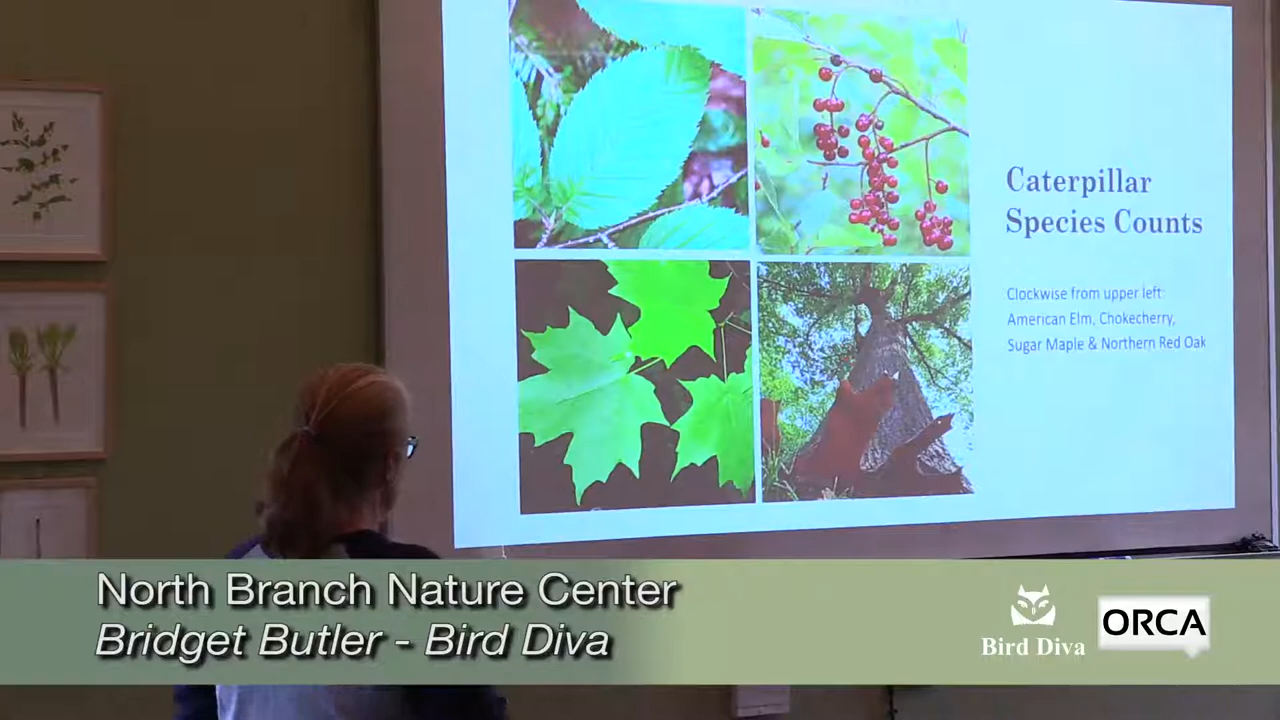 Caterpillar
Species Counts
Clockwise from upper left:
American Elm, Chokecherry,
Sugar Maple & Northern Red Oak
North Branch Nature Center
Bridget Butler - Bird Diva
Bird Diva
ORCA